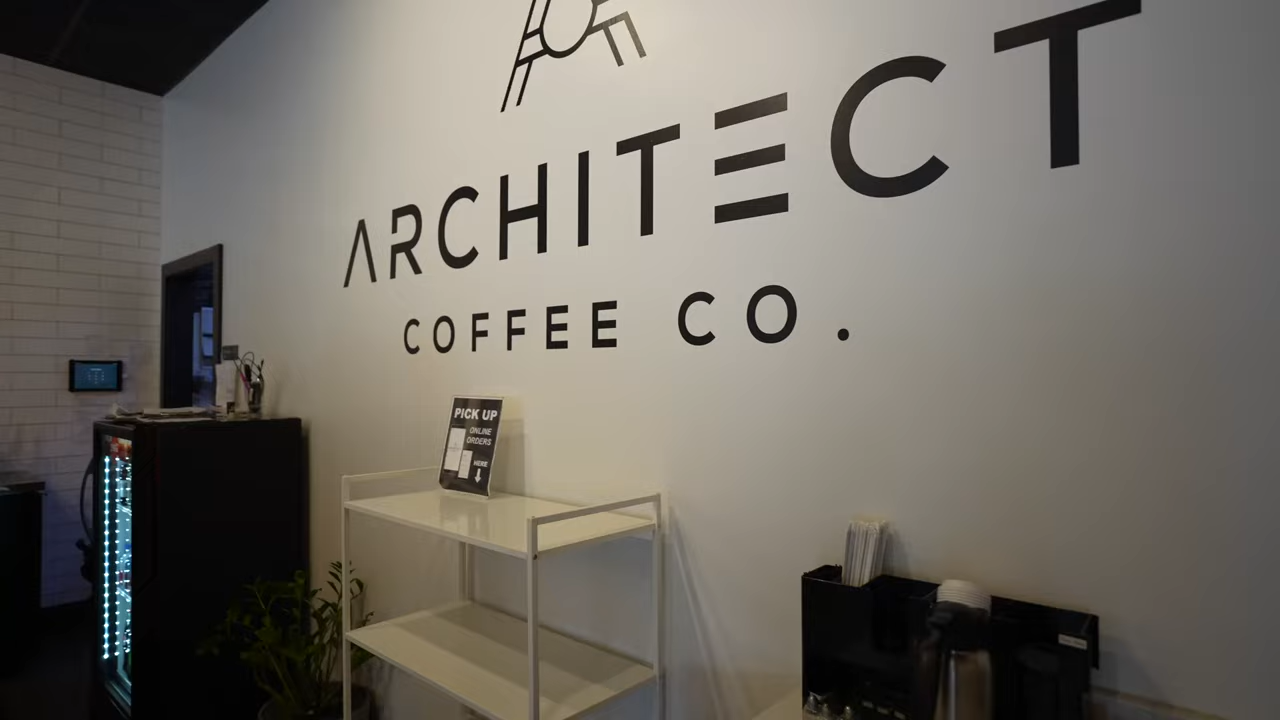 ARCHITECT
COFFEE CO.
PICK UP
ONLINE
ORDERS
HERE